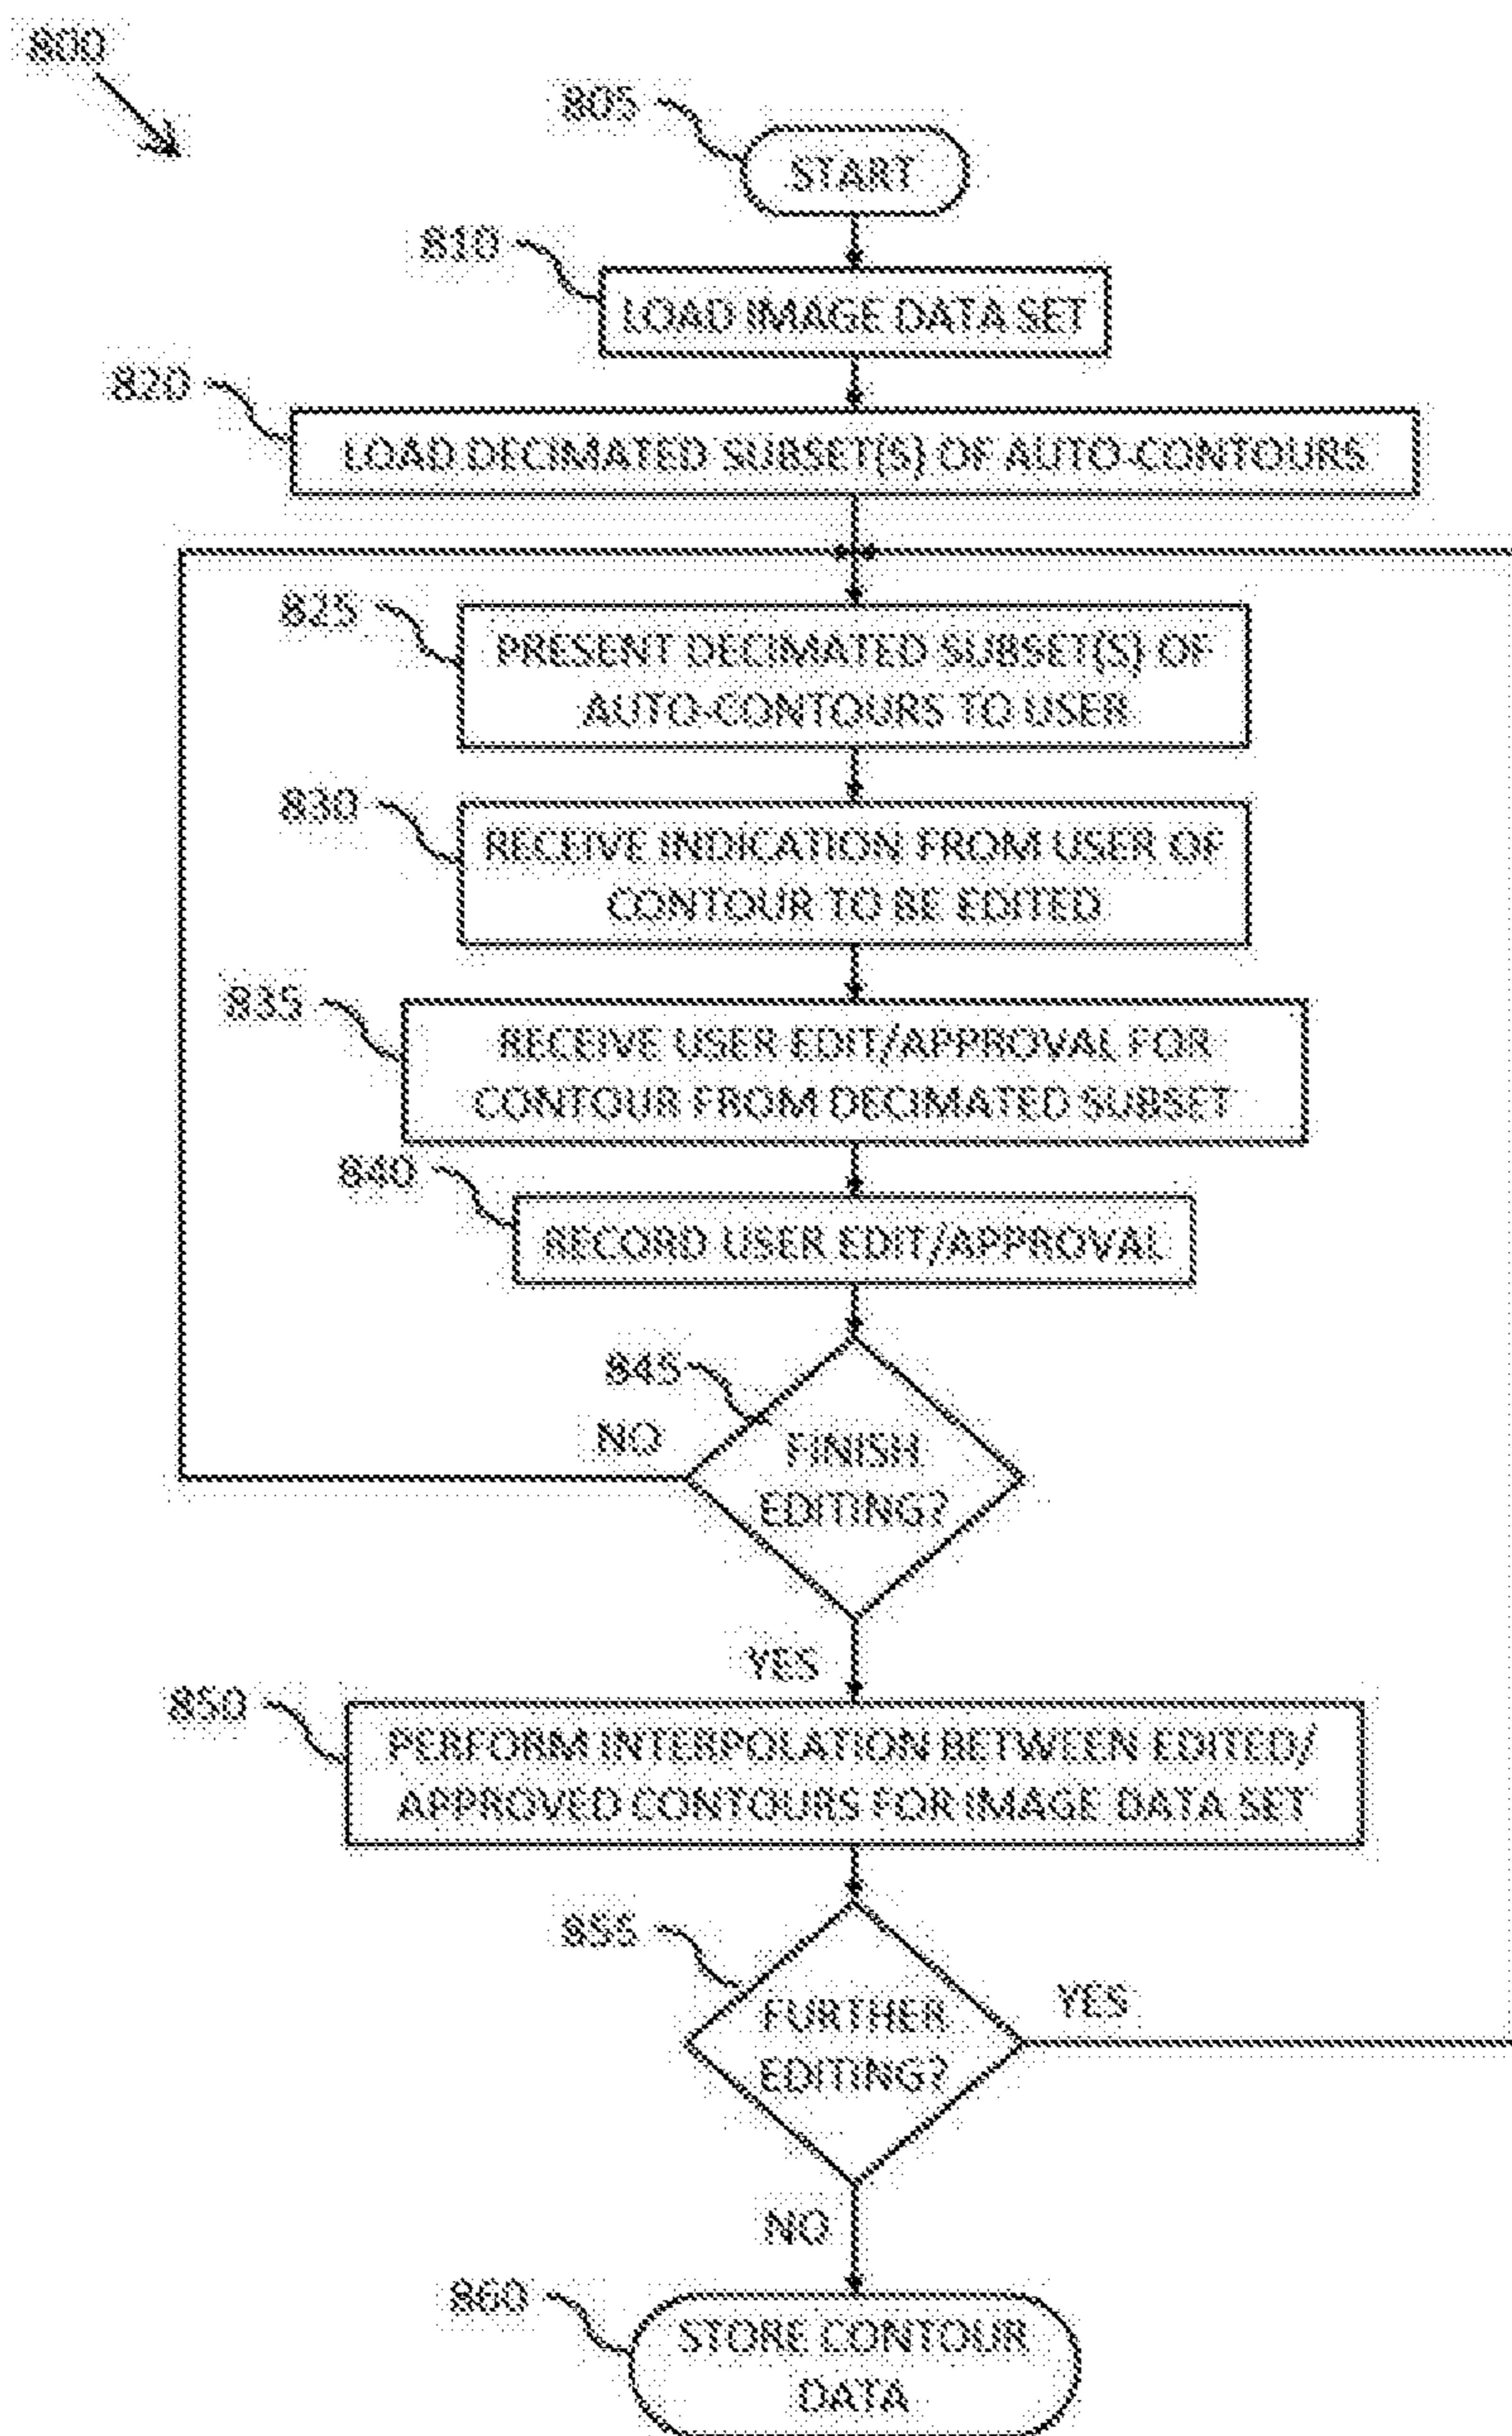 800
805
START
810
LOAD IMAGE DATA SET
820
LOAD DECIMATED SUBSET(S) OF AUTO-CONTOURS
825
PRESENT DECIMATED SUBSET(S) OF
AUTO-CONTOURS TO USER
830
RECEIVE INDICATION FROM USER OF
CONTOUR TO BE EDITED
835
RECEIVE USER EDIT/APPROVAL FOR
CONTOUR FROM DECIMATED SUBSET
840
RECORD USER EDIT/APPROVAL
845
NO
FINISH
EDITING?
YES
850
PERFORM INTERPOLATION BETWEEN EDITED/
APPROVED CONTOURS FOR IMAGE DATA SET
855
FURTHER
EDITING?
YES
NO
860
STORE CONTOUR
DATA